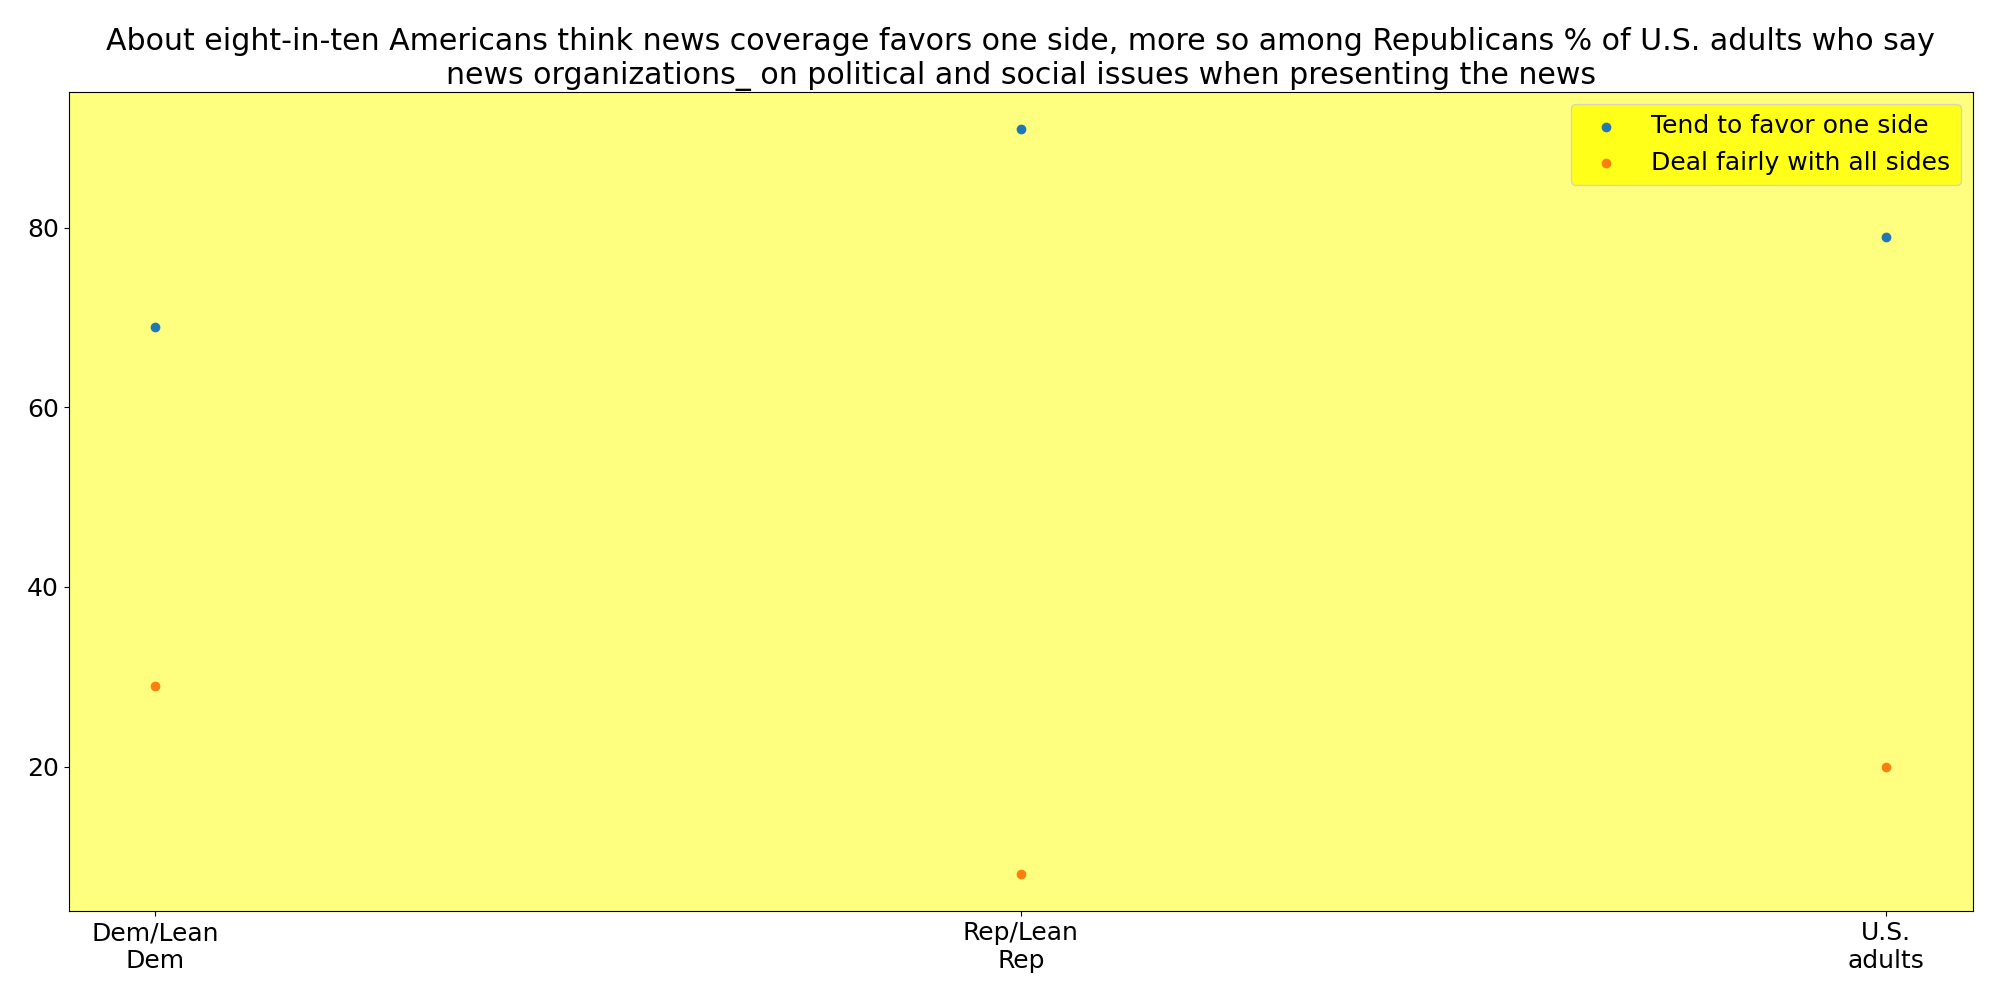 About eight-in-ten Americans think news coverage favors one side, more so among Republicans % of U.S. adults who say
news organizations_ on political and social issues when presenting the news
Tend to favor one side
Deal fairly with all sides
80
60
40
20
Dem/Lean
Dem
Rep/Lean
Rep
U.S.
adults